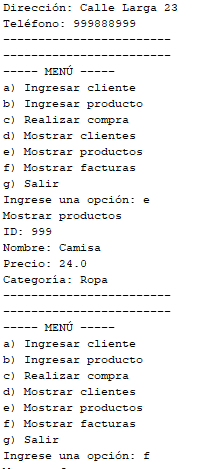 Dirección: Calle Larga 23
Teléfono: 999888999
------------------------
------------------------
----- MENÚ -----
a) Ingresar cliente
b) Ingresar producto
c) Realizar compra
d) Mostrar clientes
e) Mostrar productos
f) Mostrar facturas
g) Salir
Ingrese una opción: e
Mostrar productos
ID: 999
Nombre: Camisa
Precio: 24.0
Categoría: Ropa
------------------------
------------------------
----- MENÚ -----
a) Ingresar cliente
b) Ingresar producto
c) Realizar compra
d) Mostrar clientes
e) Mostrar productos
f) Mostrar facturas
g) Salir
Ingrese una opción: f